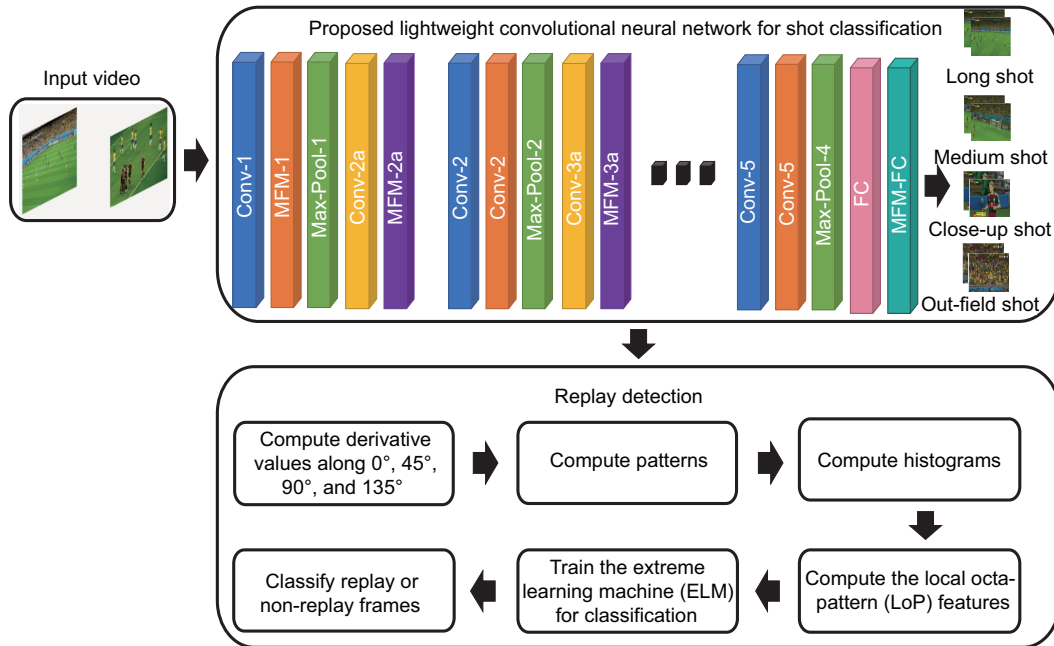 Proposed lightweight convolutional neural network for shot classification
Input video
Conv-1
MFM-1
Max-Pool-1
Conv-2a
MFM-2a
Conv-2
Conv-2
Max-Pool-2
Conv-3a
MFM-3a
Conv-5
Conv-5
Max-Pool-4
FC
MFM-FC
Long shot
Medium shot
Close-up shot
Out-field shot
Replay detection
Compute derivative
values along 0°, 45°,
90°, and 135°
Compute patterns
Compute histograms
Compute the local octa-
pattern (LoP) features
Train the extreme
learning machine (ELM)
for classification
Classify replay or
non-replay frames